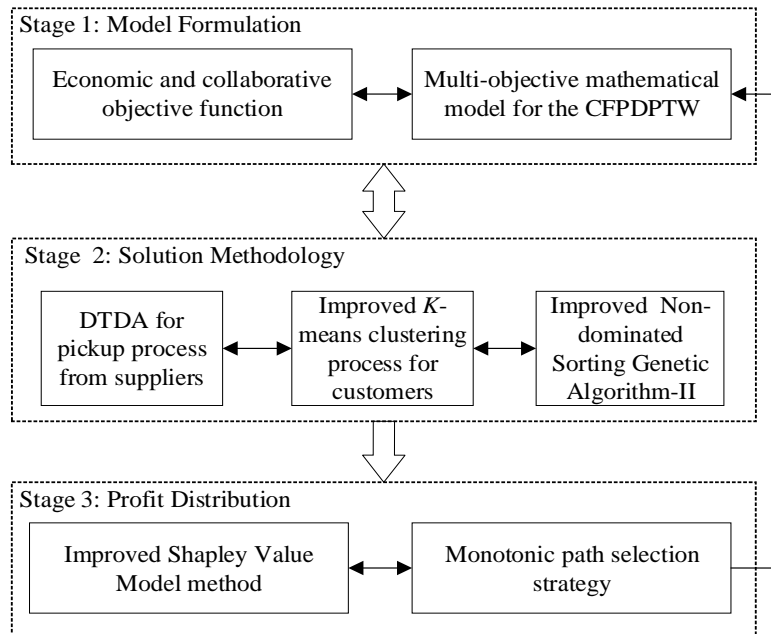 Stage 1: Model Formulation
Economic and collaborative
objective function
Multi-objective mathematical
model for the CFPDPTW
Stage 2: Solution Methodology
DTDA for
pickup process
from suppliers
Improved K-
means clustering
process for
customers
Improved Non-
dominated
Sorting Genetic
Algorithm-II
Stage 3: Profit Distribution
Improved Shapley Value
Model method
Monotonic path selection
strategy